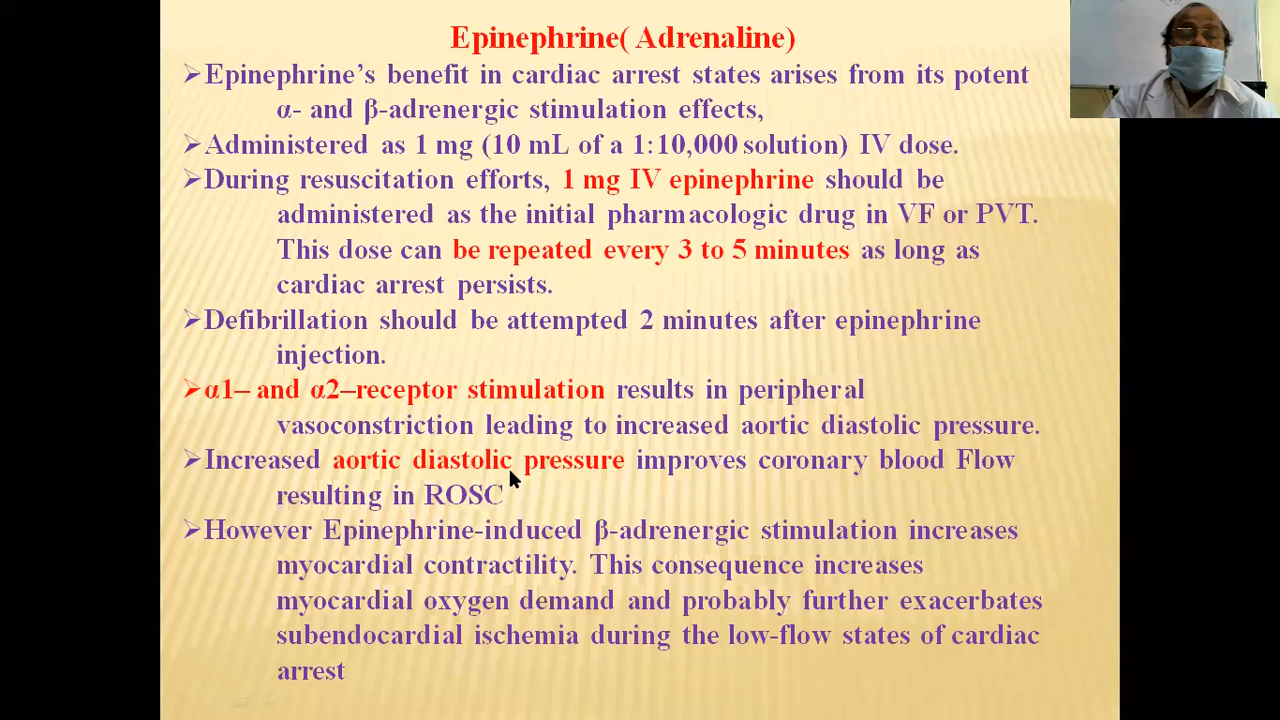 Epinephrine( Adrenaline)
➢Epinephrine’s benefit in cardiac arrest states arises from its potent
α- and β-adrenergic stimulation effects,
➢Administered as 1 mg (10 mL of a 1:10,000 solution) IV dose.
➢During resuscitation efforts, 1 mg IV epinephrine should be
administered as the initial pharmacologic drug in VF or PVT.
This dose can be repeated every 3 to 5 minutes as long as
cardiac arrest persists.
➢Defibrillation should be attempted 2 minutes after epinephrine
injection.
➢α1– and α2–receptor stimulation results in peripheral
vasoconstriction leading to increased aortic diastolic pressure.
➢Increased aortic diastolic pressure improves coronary blood Flow
resulting in ROSC
➢However Epinephrine-induced β-adrenergic stimulation increases
myocardial contractility. This consequence increases
myocardial oxygen demand and probably further exacerbates
subendocardial ischemia during the low-flow states of cardiac
arrest